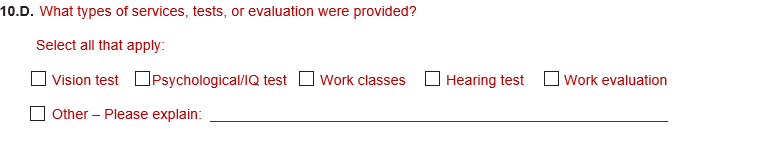 10.D. What types of services, tests, or evaluation were provided?
Select all that apply:
Vision test Psychological/IQ test Work classes Hearing test Work evaluation
Other – Please explain: